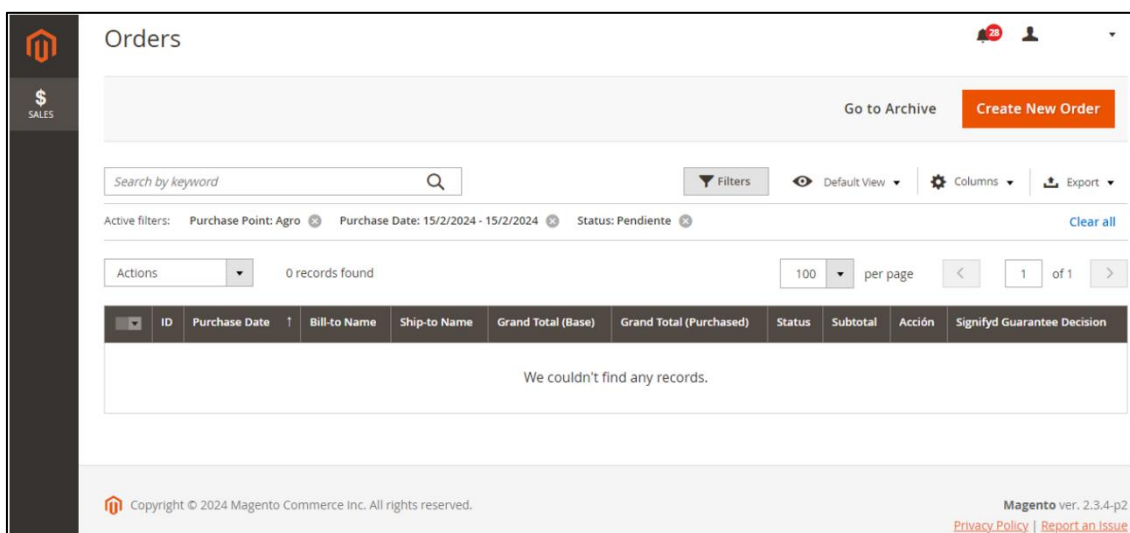 Orders
28
$
SALES
Go to Archive
Create New Order
Search by keyword
Filters
Default View
Columns
Export
Active filters: Purchase Point: Agro Purchase Date: 15/2/2024 - 15/2/2024 Status: Pendiente Clear all
Actions 0 records found 100 per page 1 of 1
ID Purchase Date ↑ Bill-to Name Ship-to Name Grand Total (Base) Grand Total (Purchased) Status Subtotal Acción Signifyd Guarantee Decision
We couldn't find any records.
Copyright © 2024 Magento Commerce Inc. All rights reserved.
Magento ver. 2.3.4-p2
Privacy Policy | Report an Issue